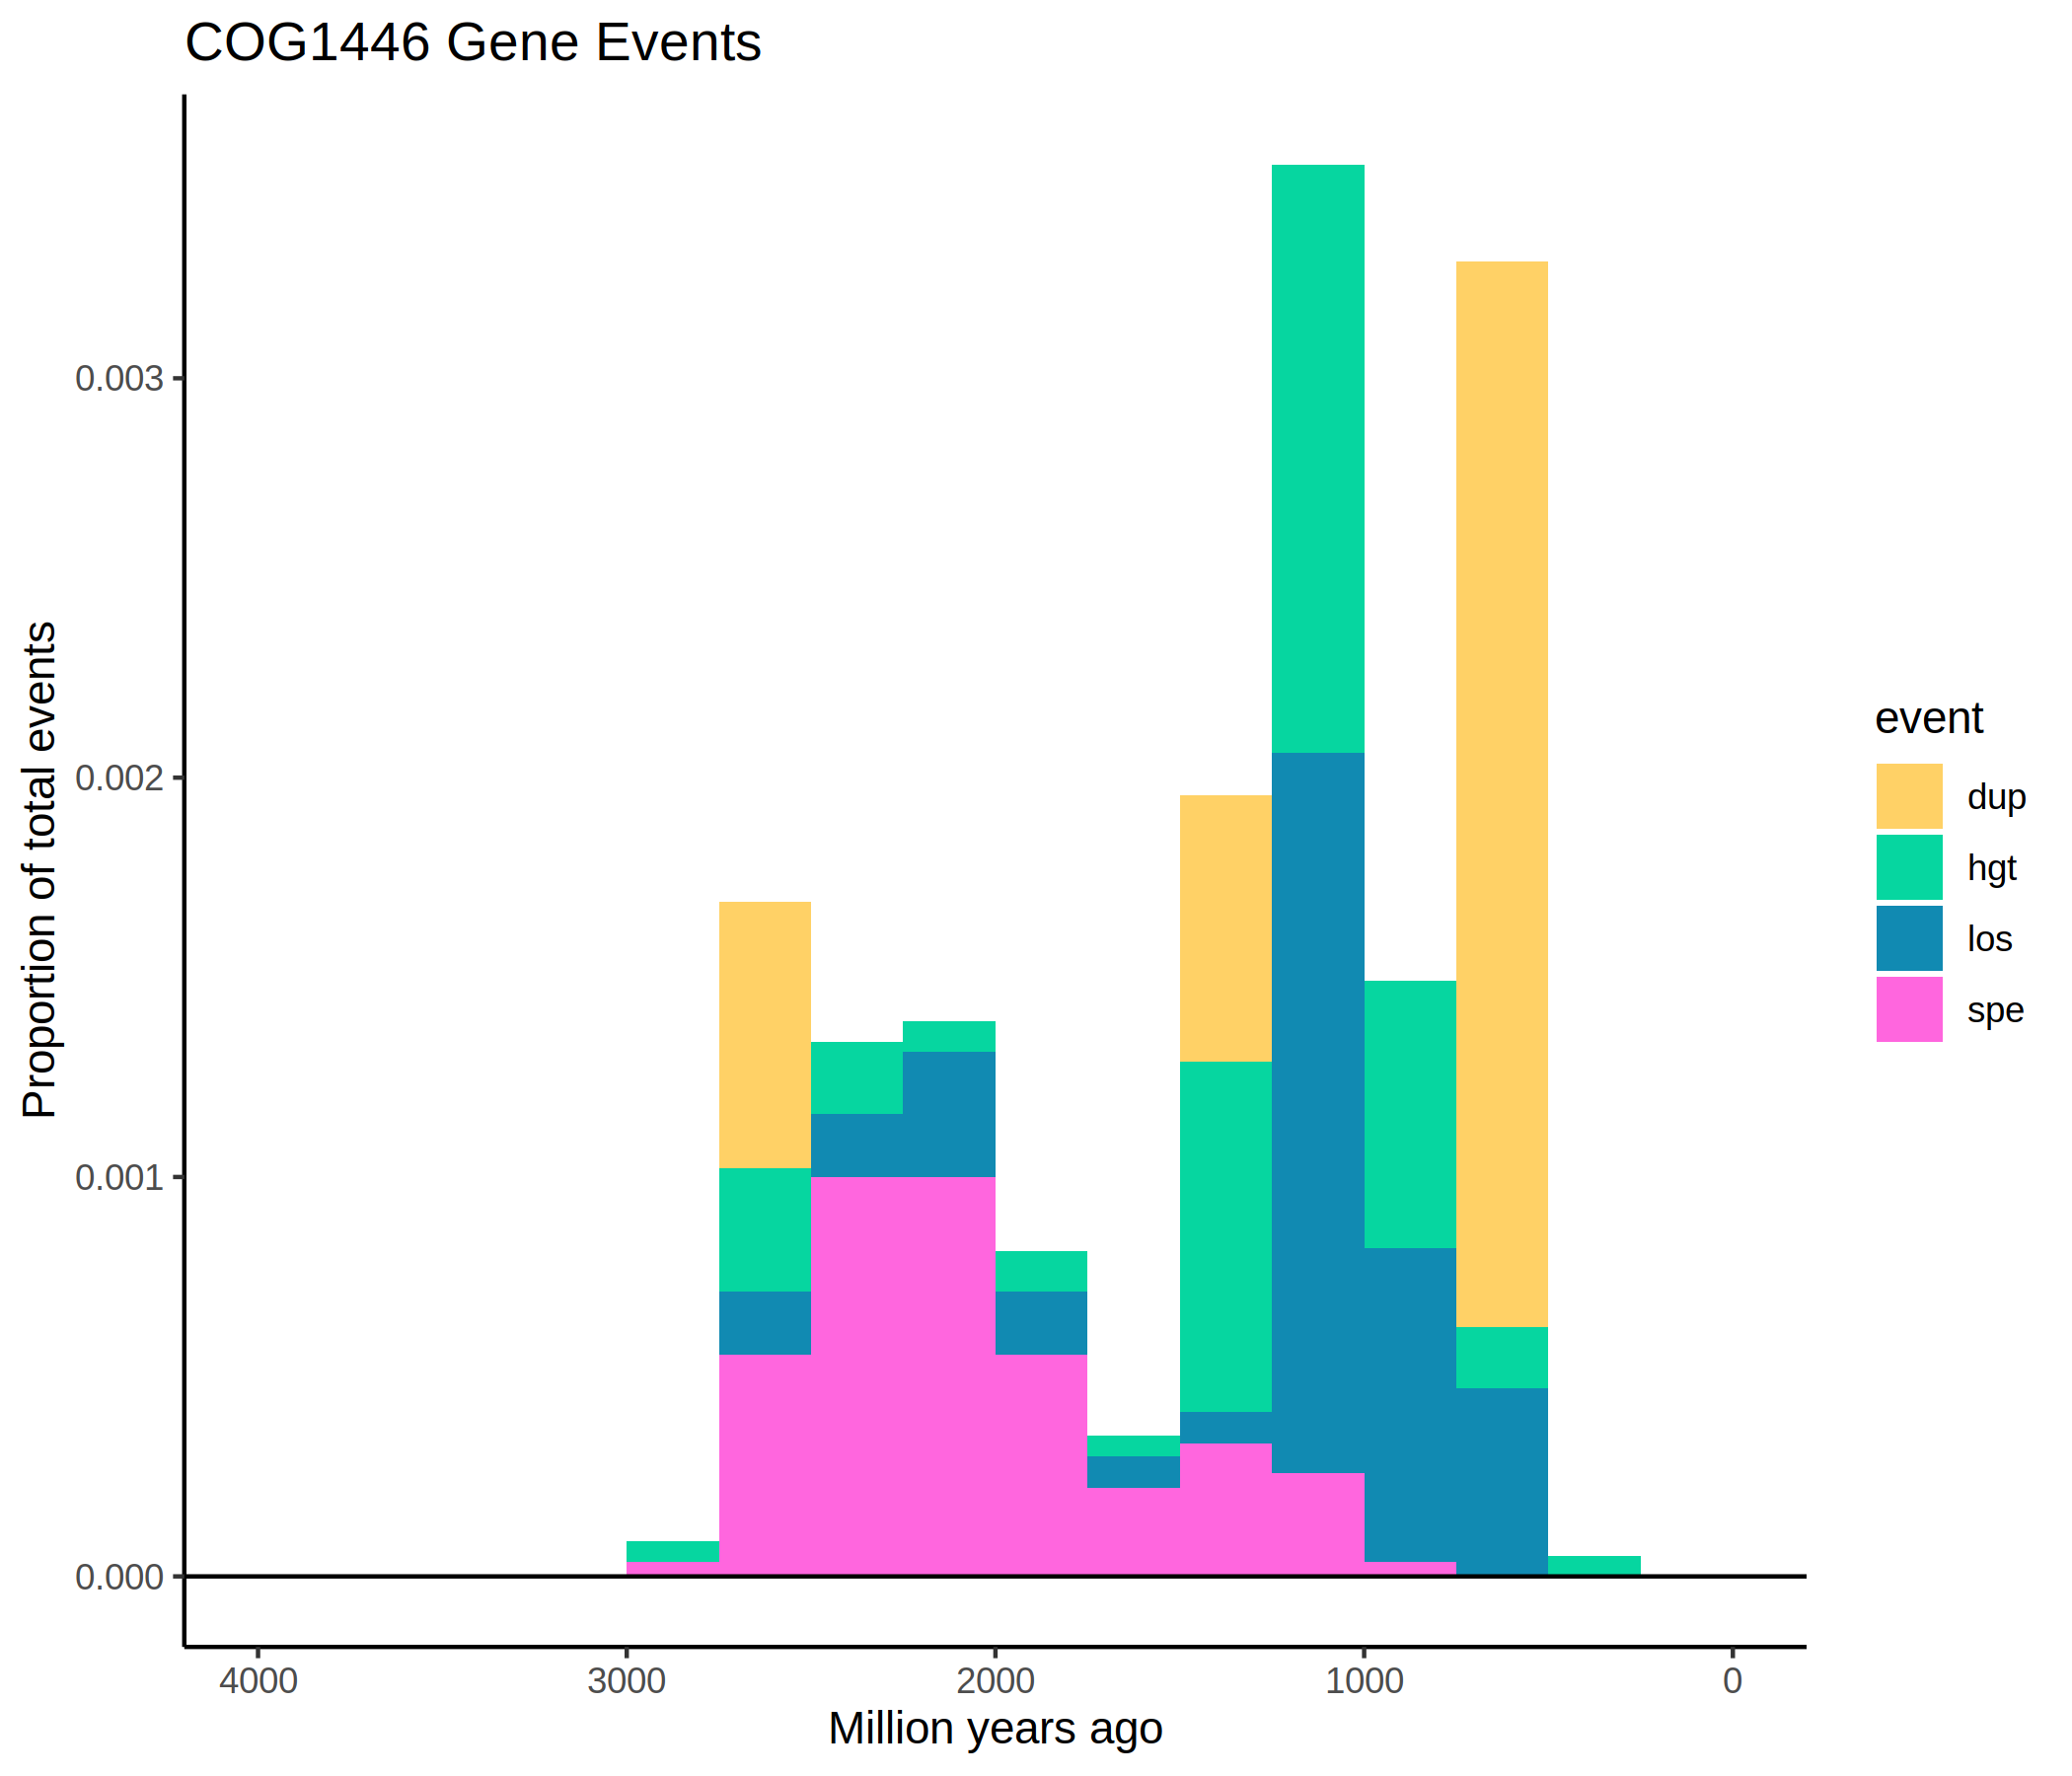 COG1446 Gene Events
Proportion of total events
0.003
0.002
0.001
0.000
4000 3000 2000 1000 0
Million years ago
event
dup
hgt
los
spe